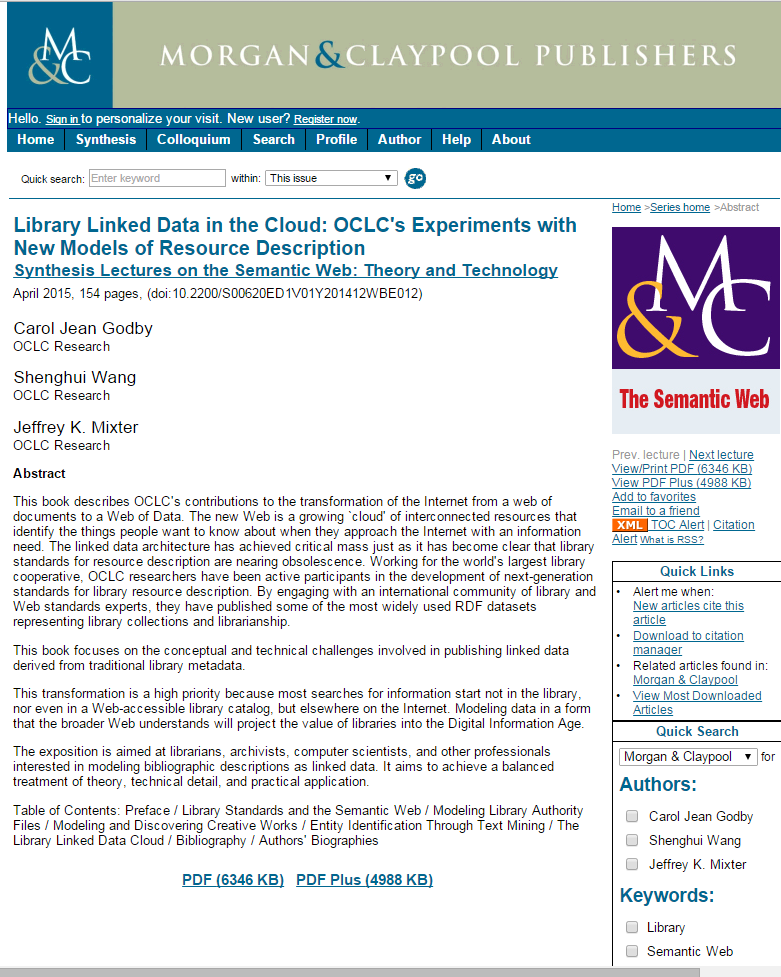 M
&C
MORGAN&CLAYPOOL PUBLISHERS
Hello. Sign in to personalize your visit. New user? Register now.
Home Synthesis Colloquium Search Profile Author Help About
Quick search: Enter keyword within: This issue go
Library Linked Data in the Cloud: OCLC's Experiments with
New Models of Resource Description
Synthesis Lectures on the Semantic Web: Theory and Technology
April 2015, 154 pages, (doi:10.2200/S00620ED1V01Y201412WBE012)
Carol Jean Godby
OCLC Research
Shenghui Wang
OCLC Research
Jeffrey K. Mixter
OCLC Research
Abstract
This book describes OCLC's contributions to the transformation of the Internet from a web of
documents to a Web of Data. The new Web is a growing `cloud' of interconnected resources that
identify the things people want to know about when they approach the Internet with an information
need. The linked data architecture has achieved critical mass just as it has become clear that library
standards for resource description are nearing obsolescence. Working for the world's largest library
cooperative, OCLC researchers have been active participants in the development of next-generation
standards for library resource description. By engaging with an international community of library and
Web standards experts, they have published some of the most widely used RDF datasets
representing library collections and librarianship.
This book focuses on the conceptual and technical challenges involved in publishing linked data
derived from traditional library metadata.
This transformation is a high priority because most searches for information start not in the library,
nor even in a Web-accessible library catalog, but elsewhere on the Internet. Modeling data in a form
that the broader Web understands will project the value of libraries into the Digital Information Age.
The exposition is aimed at librarians, archivists, computer scientists, and other professionals
interested in modeling bibliographic descriptions as linked data. It aims to achieve a balanced
treatment of theory, technical detail, and practical application.
Table of Contents: Preface / Library Standards and the Semantic Web / Modeling Library Authority
Files / Modeling and Discovering Creative Works / Entity Identification Through Text Mining / The
Library Linked Data Cloud / Bibliography / Authors' Biographies
PDF (6346 KB) PDF Plus (4988 KB)
Home >Series home >Abstract
M
&C
The Semantic Web
Prev. lecture | Next lecture
View/Print PDF (6346 KB)
View PDF Plus (4988 KB)
Add to favorites
Email to a friend
XML TOC Alert | Citation
Alert What is RSS?
Quick Links
• Alert me when:
New articles cite this
article
• Download to citation
manager
• Related articles found in:
Morgan & Claypool
• View Most Downloaded
Articles
Quick Search
Morgan & Claypool for
Authors:
Carol Jean Godby
Shenghui Wang
Jeffrey K. Mixter
Keywords:
Library
Semantic Web